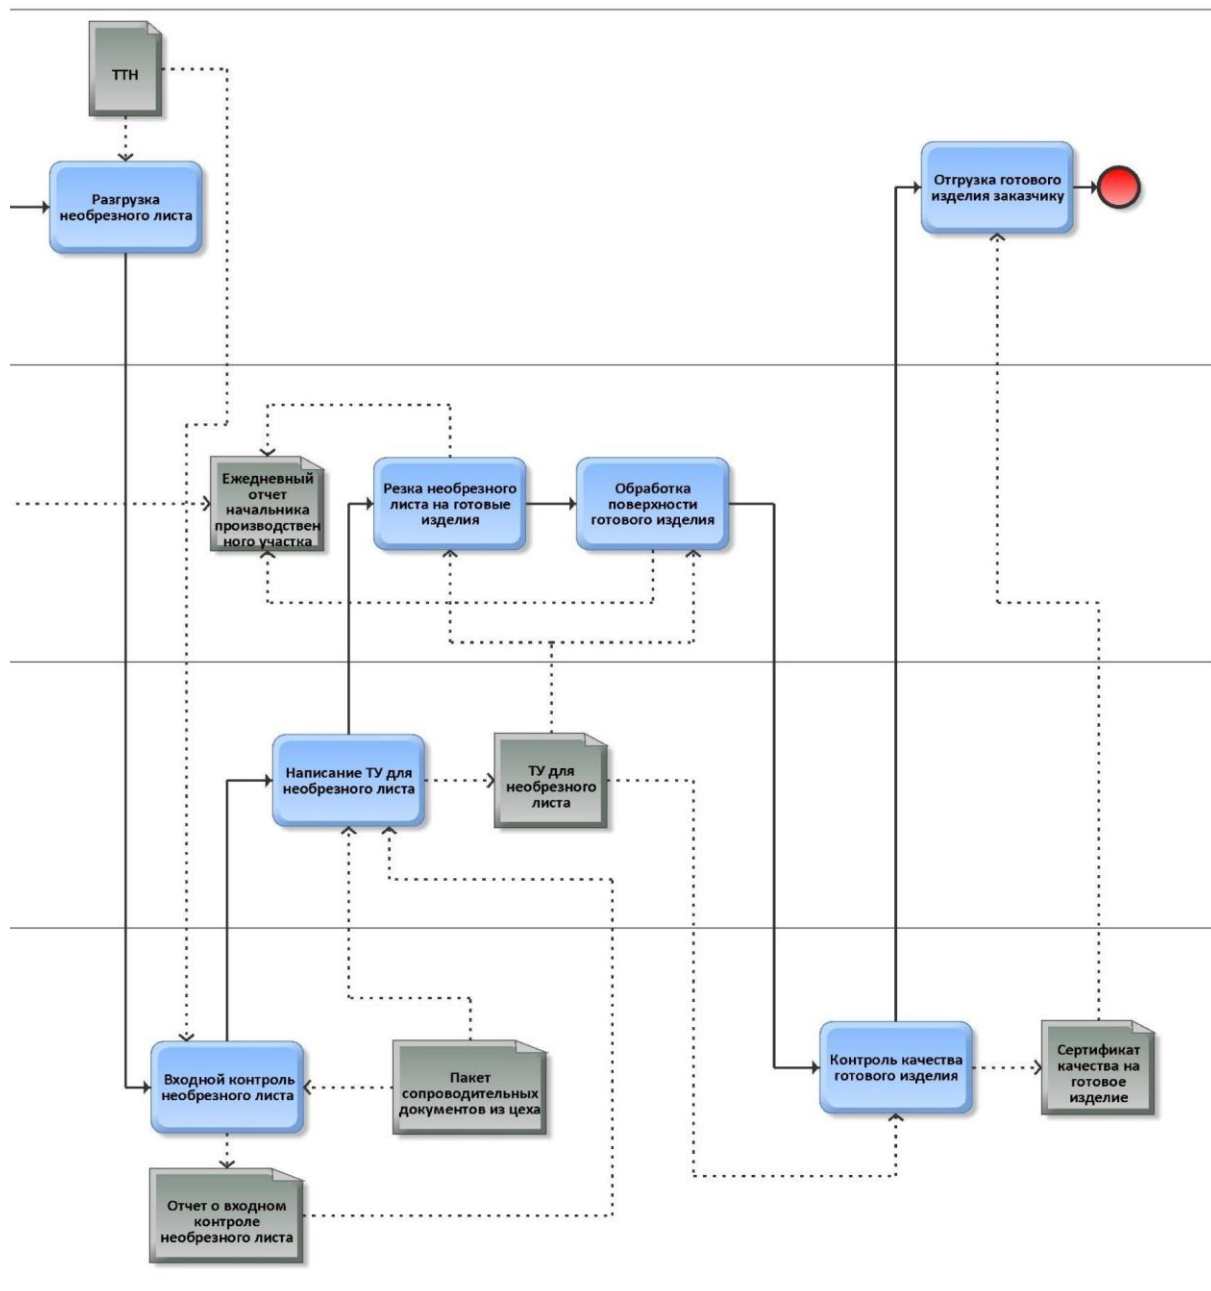 ТТН
Разгрузка
необрезного листа
Отгрузка готового
изделия заказчику
Ежедневный
отчет
начальника
производствен
ного участка
Резка необрезного
листа на готовые
изделия
Обработка
поверхности
готового изделия
Написание ТУ для
необрезного листа
ТУ для
необрезного
листа
Входной контроль
необрезного листа
Пакет
сопроводительных
документов из цеха
Контроль качества
готового изделия
Сертификат
качества на
готовое
изделие
Отчет о входном
контроле
необрезного листа